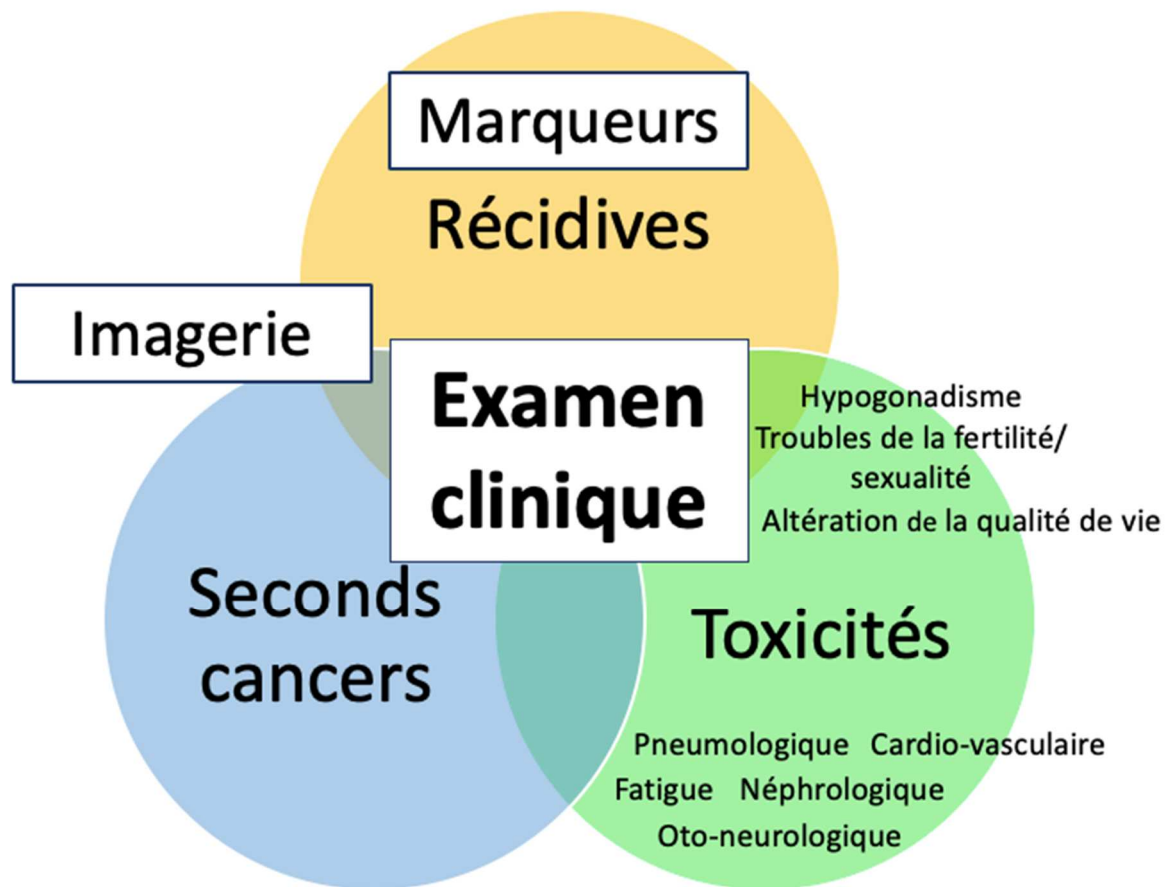 Marqueurs
Récidives
Imagerie
Examen
clinique
Hypogonadisme
Troubles de la fertilité/
sexualité
Altération de la qualité de vie
Seconds
cancers
Toxicités
Pneumologique Cardio-vasculaire
Fatigue Néphrologique
Oto-neurologique